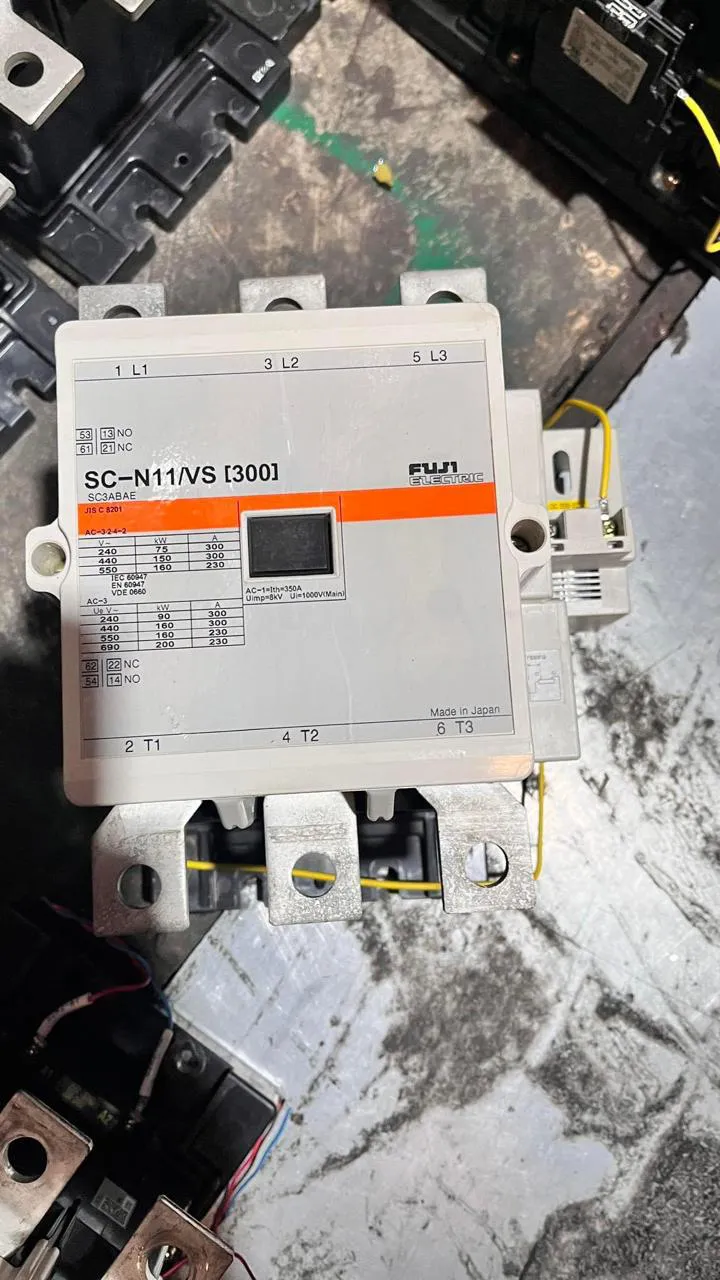 1 L1
3 L2
5 L3
53 13 NO
61 21 NC
SC-N11/VS [300]
SC3ABAE
FUJI
ELECTRIC
JIS C 8201
AC-3·2·4-2
V~ kW A
240 75 300
440 150 300
550 160 230
IEC 60947
EN 60947
VDE 0660
AC-1=Ith=350A
Uimp=8kV Ui=1000V(Main)
AC-3
Ue V~ kW A
240 90 300
440 160 300
550 160 230
690 200 230
62 22 NC
54 14 NO
Made in Japan
2 T1
4 T2
6 T3
A2